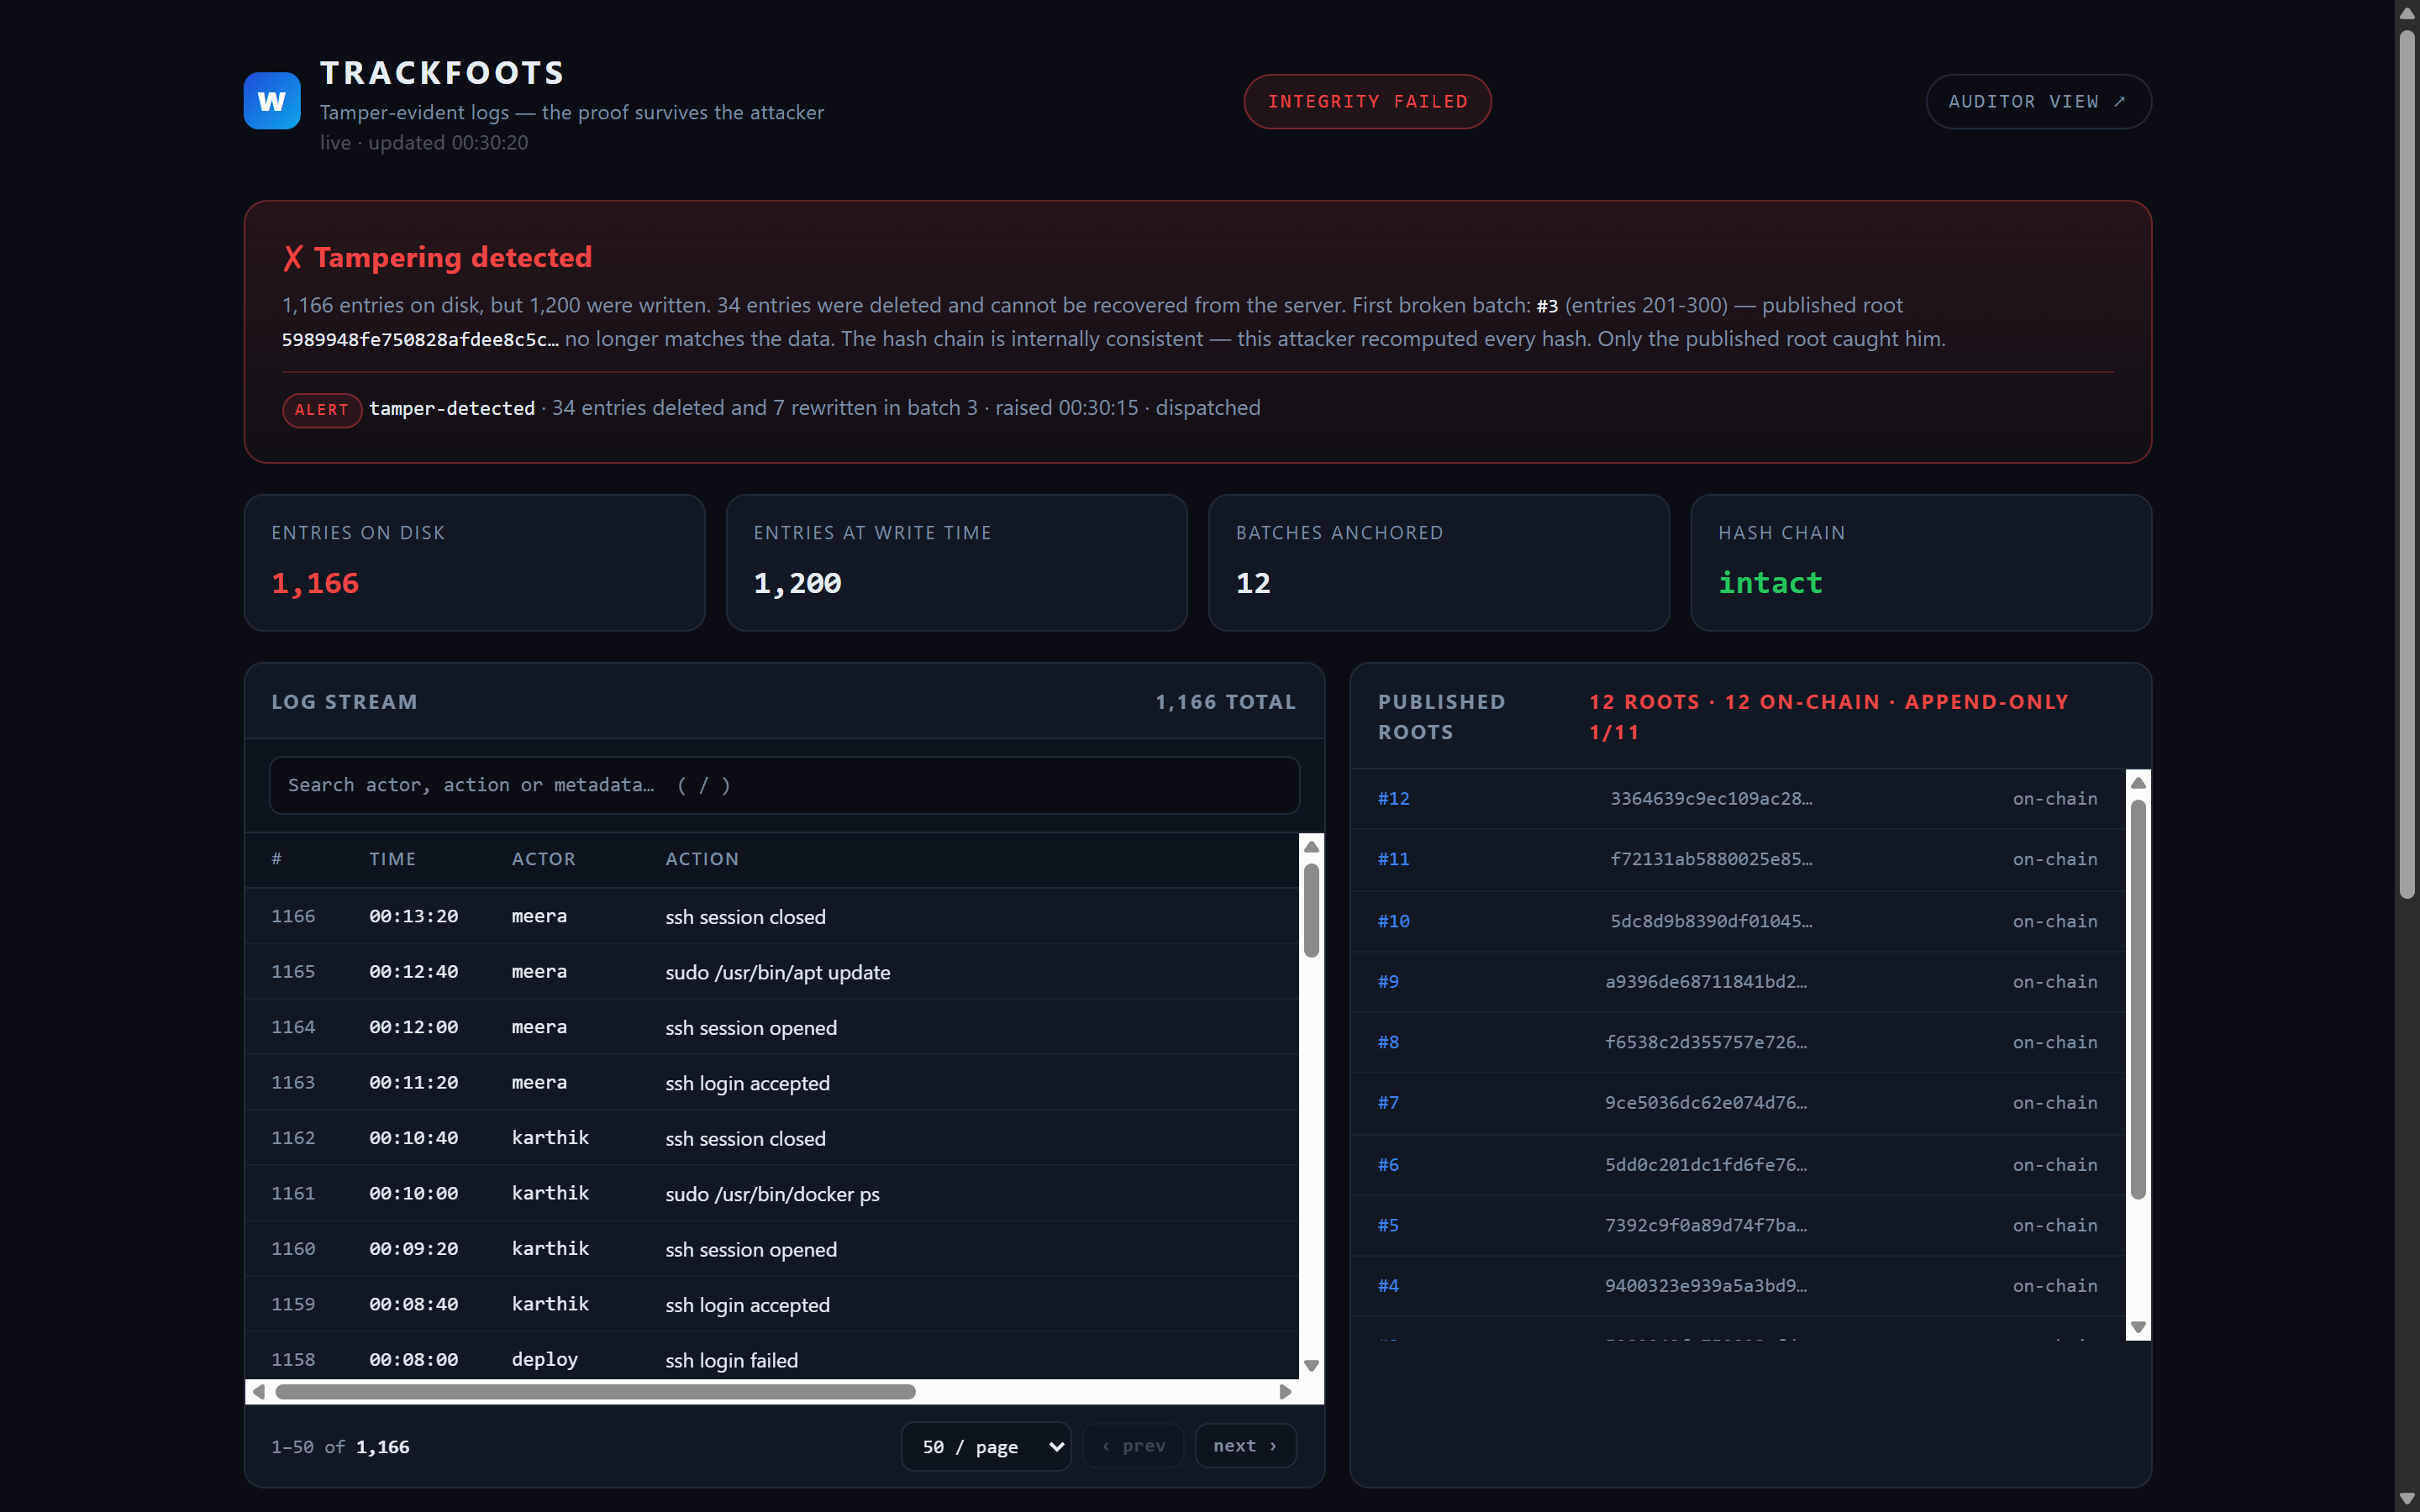 W
TRACKFOOTS
Tamper-evident logs — the proof survives the attacker
live · updated 00:30:20
INTEGRITY FAILED
AUDITOR VIEW ↗
✗ Tampering detected
1,166 entries on disk, but 1,200 were written. 34 entries were deleted and cannot be recovered from the server. First broken batch: #3 (entries 201-300) — published root
5989948fe750828afdee8c5c… no longer matches the data. The hash chain is internally consistent — this attacker recomputed every hash. Only the published root caught him.
ALERT tamper-detected · 34 entries deleted and 7 rewritten in batch 3 · raised 00:30:15 · dispatched
ENTRIES ON DISK
1,166
ENTRIES AT WRITE TIME
1,200
BATCHES ANCHORED
12
HASH CHAIN
intact
LOG STREAM 1,166 TOTAL
Search actor, action or metadata… ( / )
# TIME ACTOR ACTION
1166 00:13:20 meera ssh session closed
1165 00:12:40 meera sudo /usr/bin/apt update
1164 00:12:00 meera ssh session opened
1163 00:11:20 meera ssh login accepted
1162 00:10:40 karthik ssh session closed
1161 00:10:00 karthik sudo /usr/bin/docker ps
1160 00:09:20 karthik ssh session opened
1159 00:08:40 karthik ssh login accepted
1158 00:08:00 deploy ssh login failed
1–50 of 1,166
50 / page
‹ prev
next ›
PUBLISHED
ROOTS
12 ROOTS · 12 ON-CHAIN · APPEND-ONLY
1/11
#12 3364639c9ec109ac28… on-chain
#11 f72131ab5880025e85… on-chain
#10 5dc8d9b8390df01045… on-chain
#9 a9396de68711841bd2… on-chain
#8 f6538c2d355757e726… on-chain
#7 9ce5036dc62e074d76… on-chain
#6 5dd0c201dc1fd6fe76… on-chain
#5 7392c9f0a89d74f7ba… on-chain
#4 9400323e939a5a3bd9… on-chain